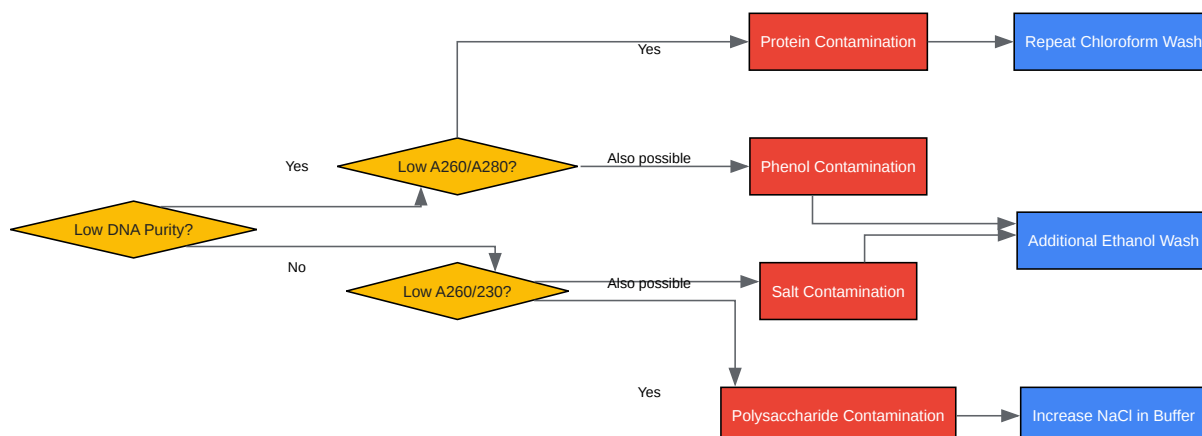 Protein Contamination
Repeat Chloroform Wash
Yes
Low A260/A280?
Also possible
Phenol Contamination
Yes
Low DNA Purity?
Additional Ethanol Wash
No
Low A260/230?
Also possible
Salt Contamination
Yes
Polysaccharide Contamination
Increase NaCl in Buffer